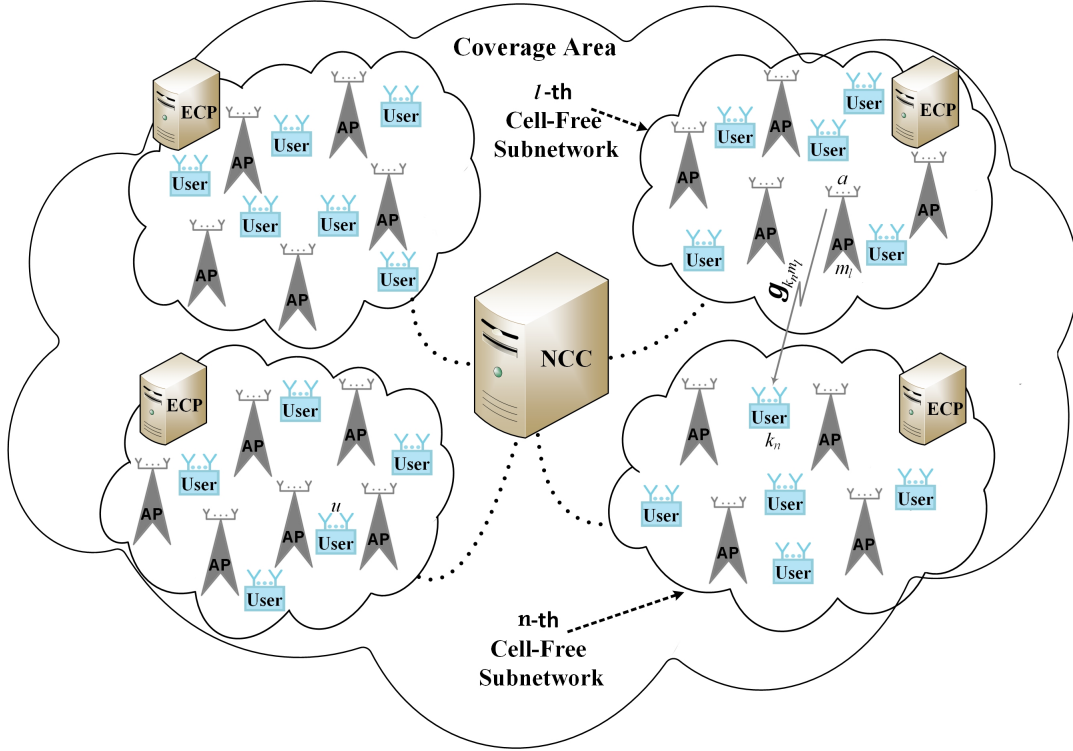 Coverage Area
l-th
Cell-Free
Subnetwork
ECP
AP
User
AP
User
User
AP
User
User
User
AP
AP
User
ECP
AP
User
User
AP
User
AP
AP
a
User
AP
m_l
User
g_{k_n m_l}
NCC
ECP
User
AP
AP
User
User
AP
AP
u
User
AP
AP
User
ECP
AP
User
k_n
AP
User
User
User
AP
AP
User
n-th
Cell-Free
Subnetwork